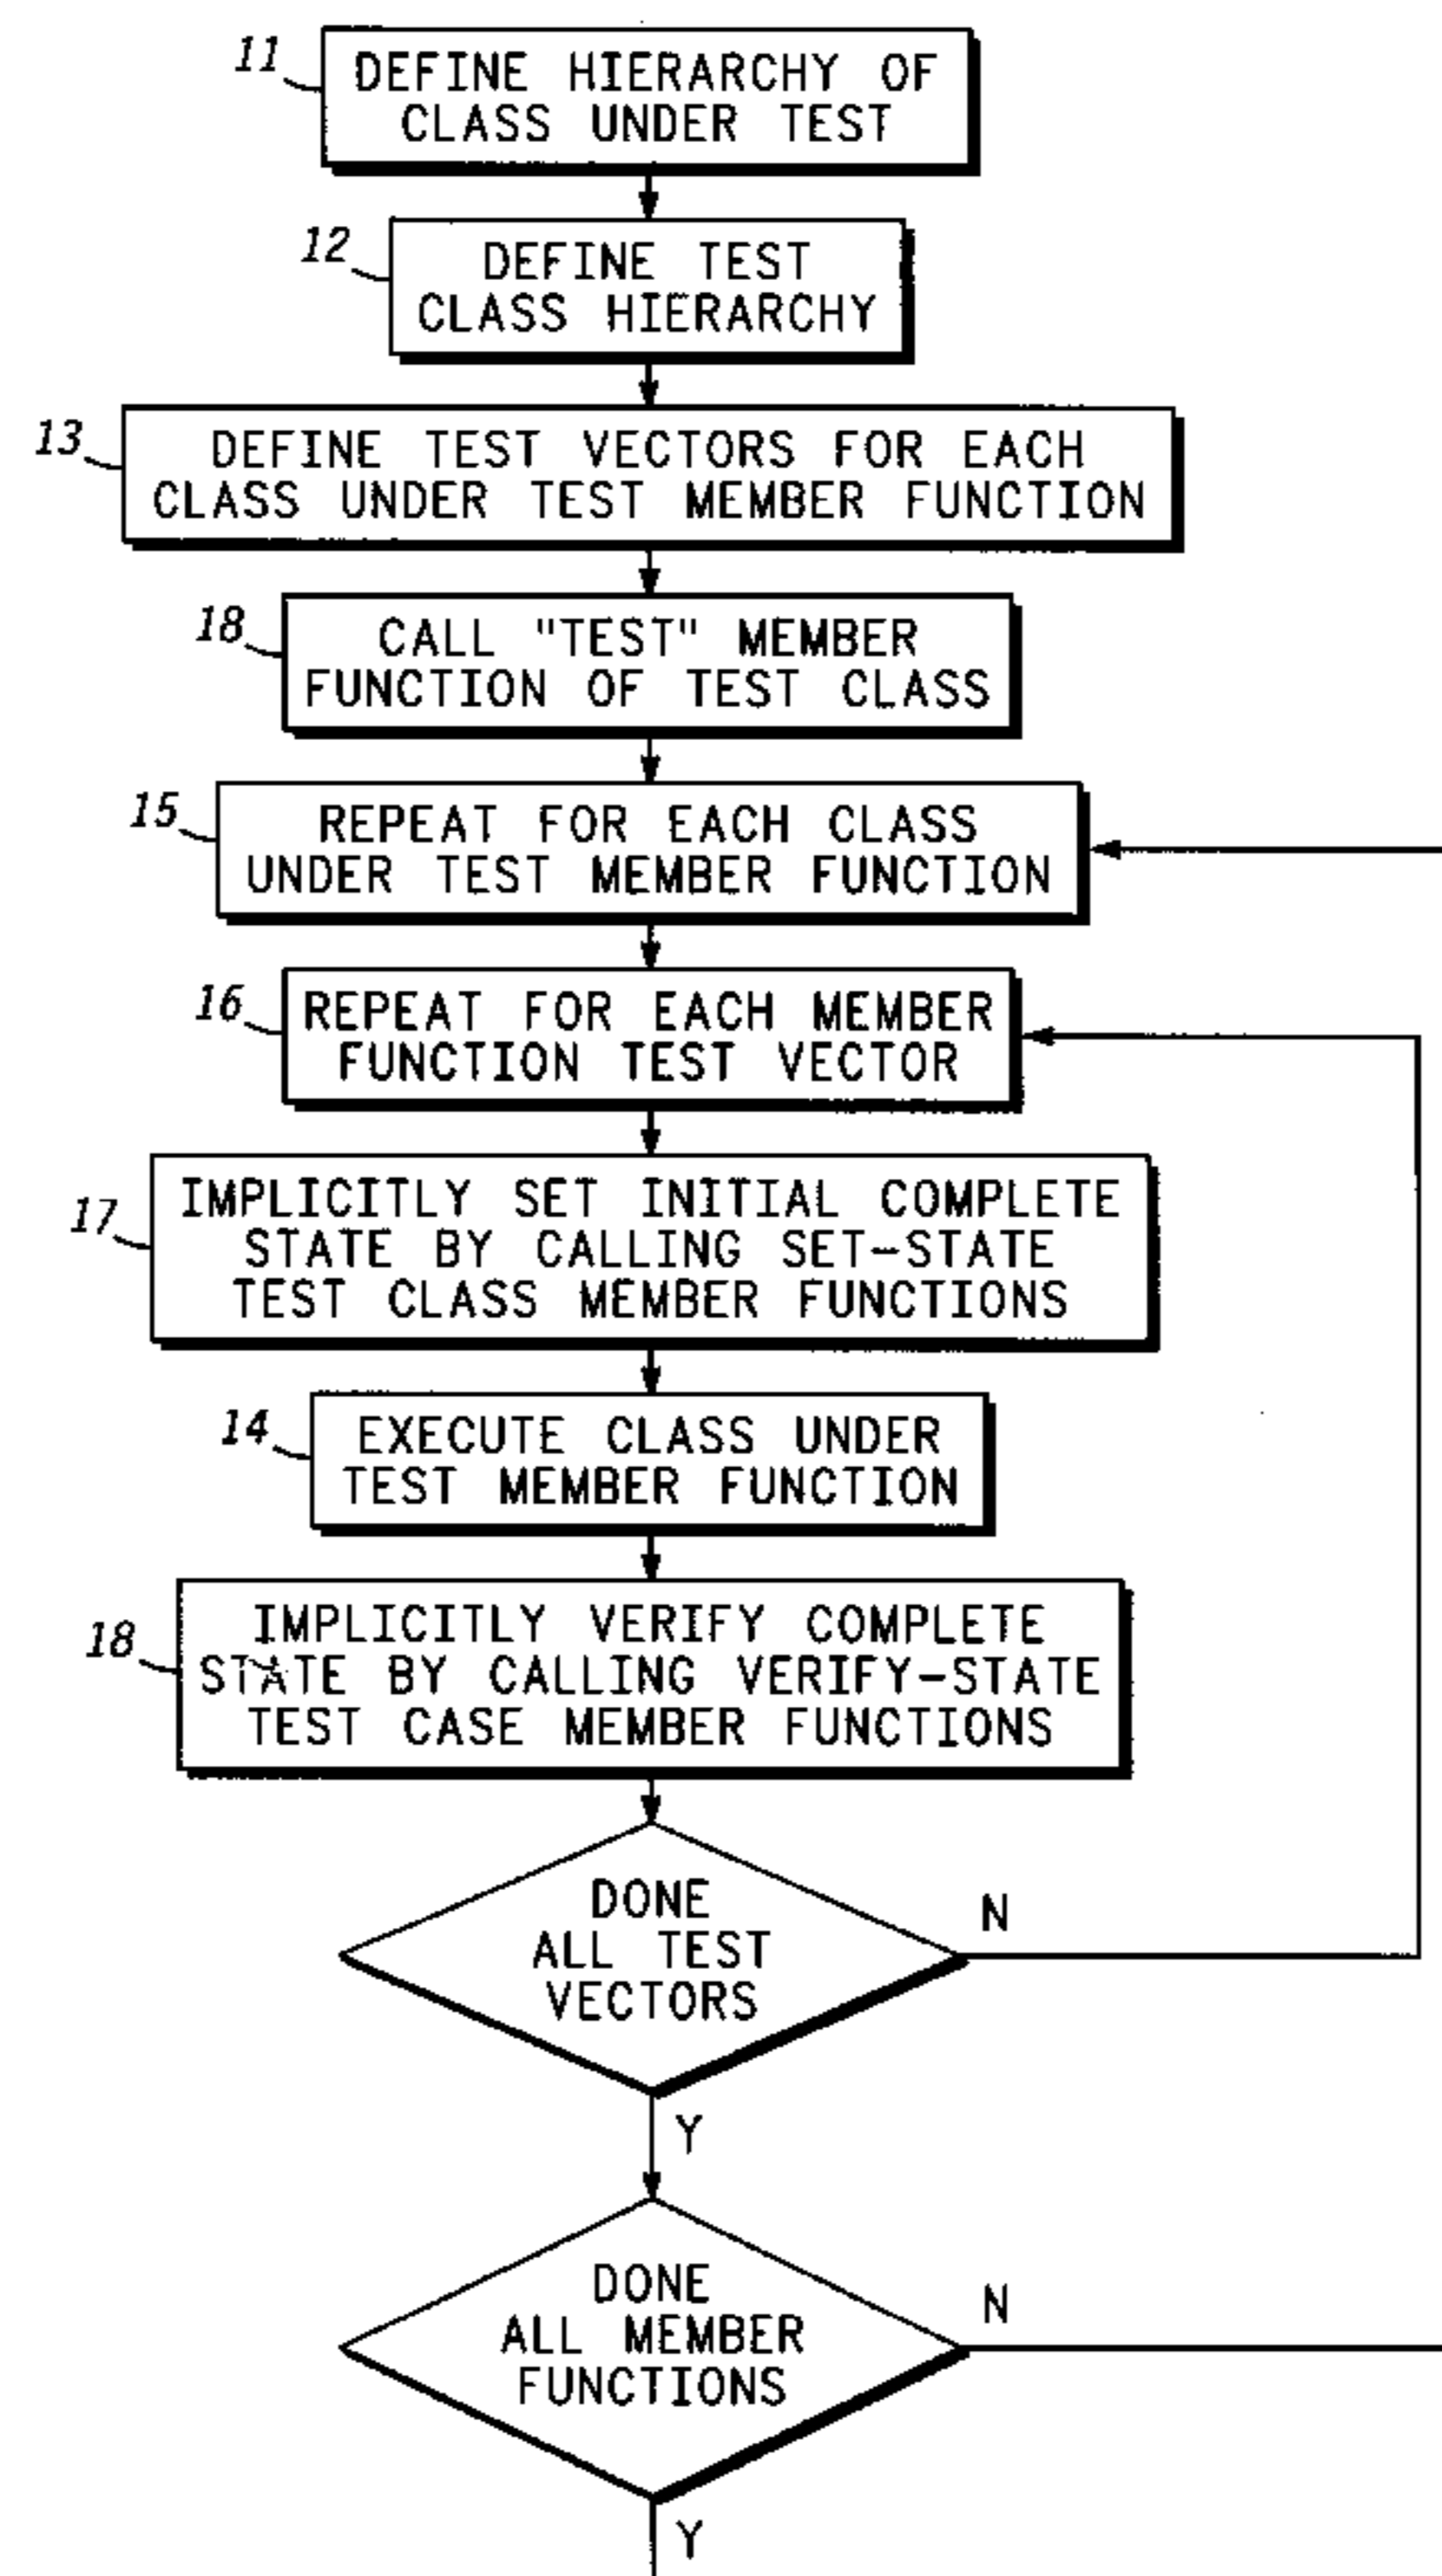 11
DEFINE HIERARCHY OF
CLASS UNDER TEST
12
DEFINE TEST
CLASS HIERARCHY
13
DEFINE TEST VECTORS FOR EACH
CLASS UNDER TEST MEMBER FUNCTION
18
CALL "TEST" MEMBER
FUNCTION OF TEST CLASS
15
REPEAT FOR EACH CLASS
UNDER TEST MEMBER FUNCTION
16
REPEAT FOR EACH MEMBER
FUNCTION TEST VECTOR
17
IMPLICITLY SET INITIAL COMPLETE
STATE BY CALLING SET-STATE
TEST CLASS MEMBER FUNCTIONS
14
EXECUTE CLASS UNDER
TEST MEMBER FUNCTION
18
IMPLICITLY VERIFY COMPLETE
STATE BY CALLING VERIFY-STATE
TEST CASE MEMBER FUNCTIONS
DONE
ALL TEST
VECTORS
N
Y
DONE
ALL MEMBER
FUNCTIONS
N
Y